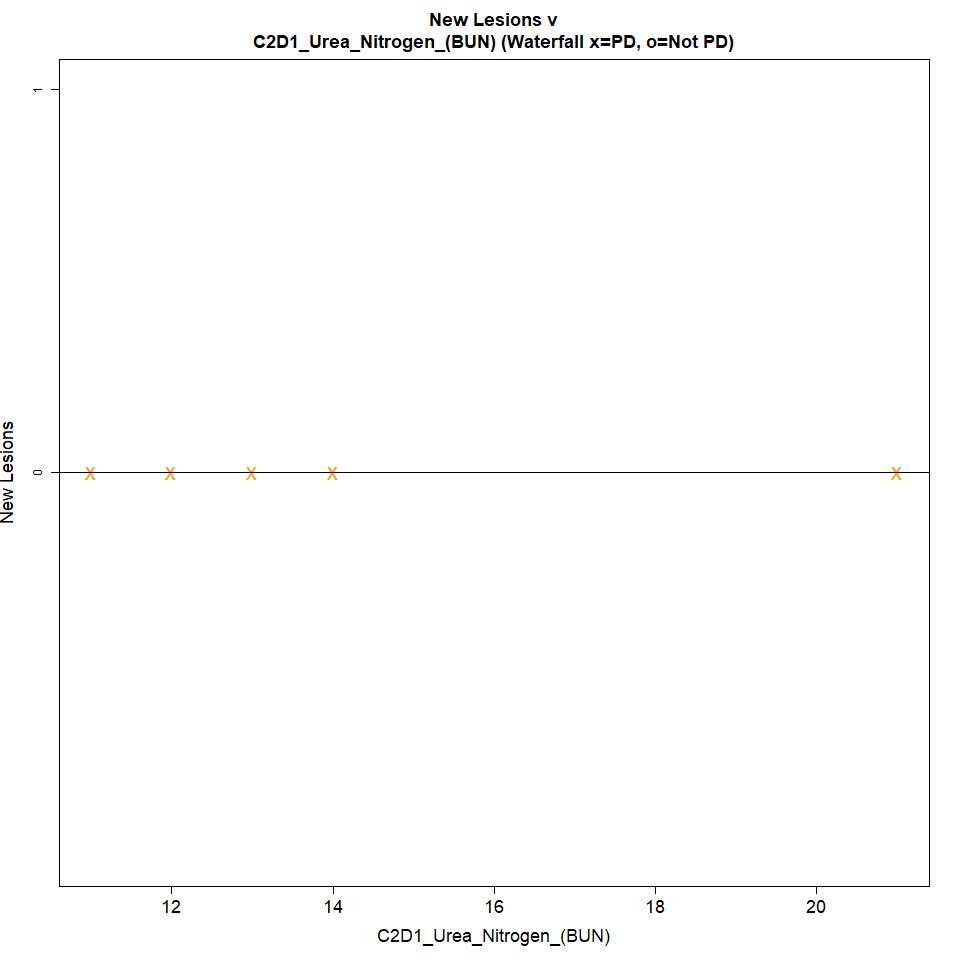 New Lesions v
C2D1_Urea_Nitrogen_(BUN) (Waterfall x=PD, o=Not PD)
1
0
New Lesions
x x x x x
12 14 16 18 20
C2D1_Urea_Nitrogen_(BUN)